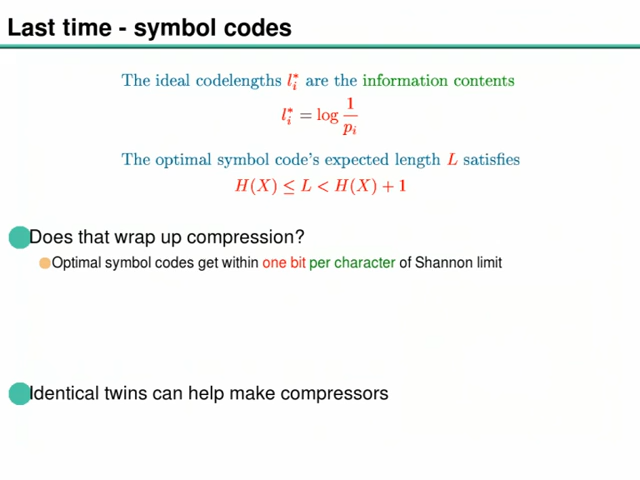 Last time - symbol codes
The ideal codelengths l_i^* are the information contents
l_i^* = log 1/p_i
The optimal symbol code's expected length L satisfies
H(X) ≤ L < H(X) + 1
Does that wrap up compression?
Optimal symbol codes get within one bit per character of Shannon limit
Identical twins can help make compressors